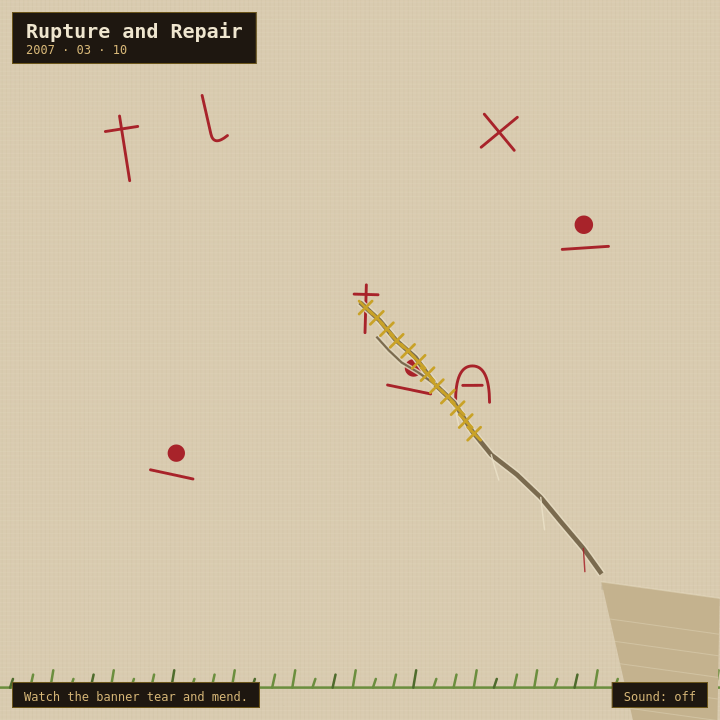 Rupture and Repair
2007 · 03 · 10
Watch the banner tear and mend.
Sound: off